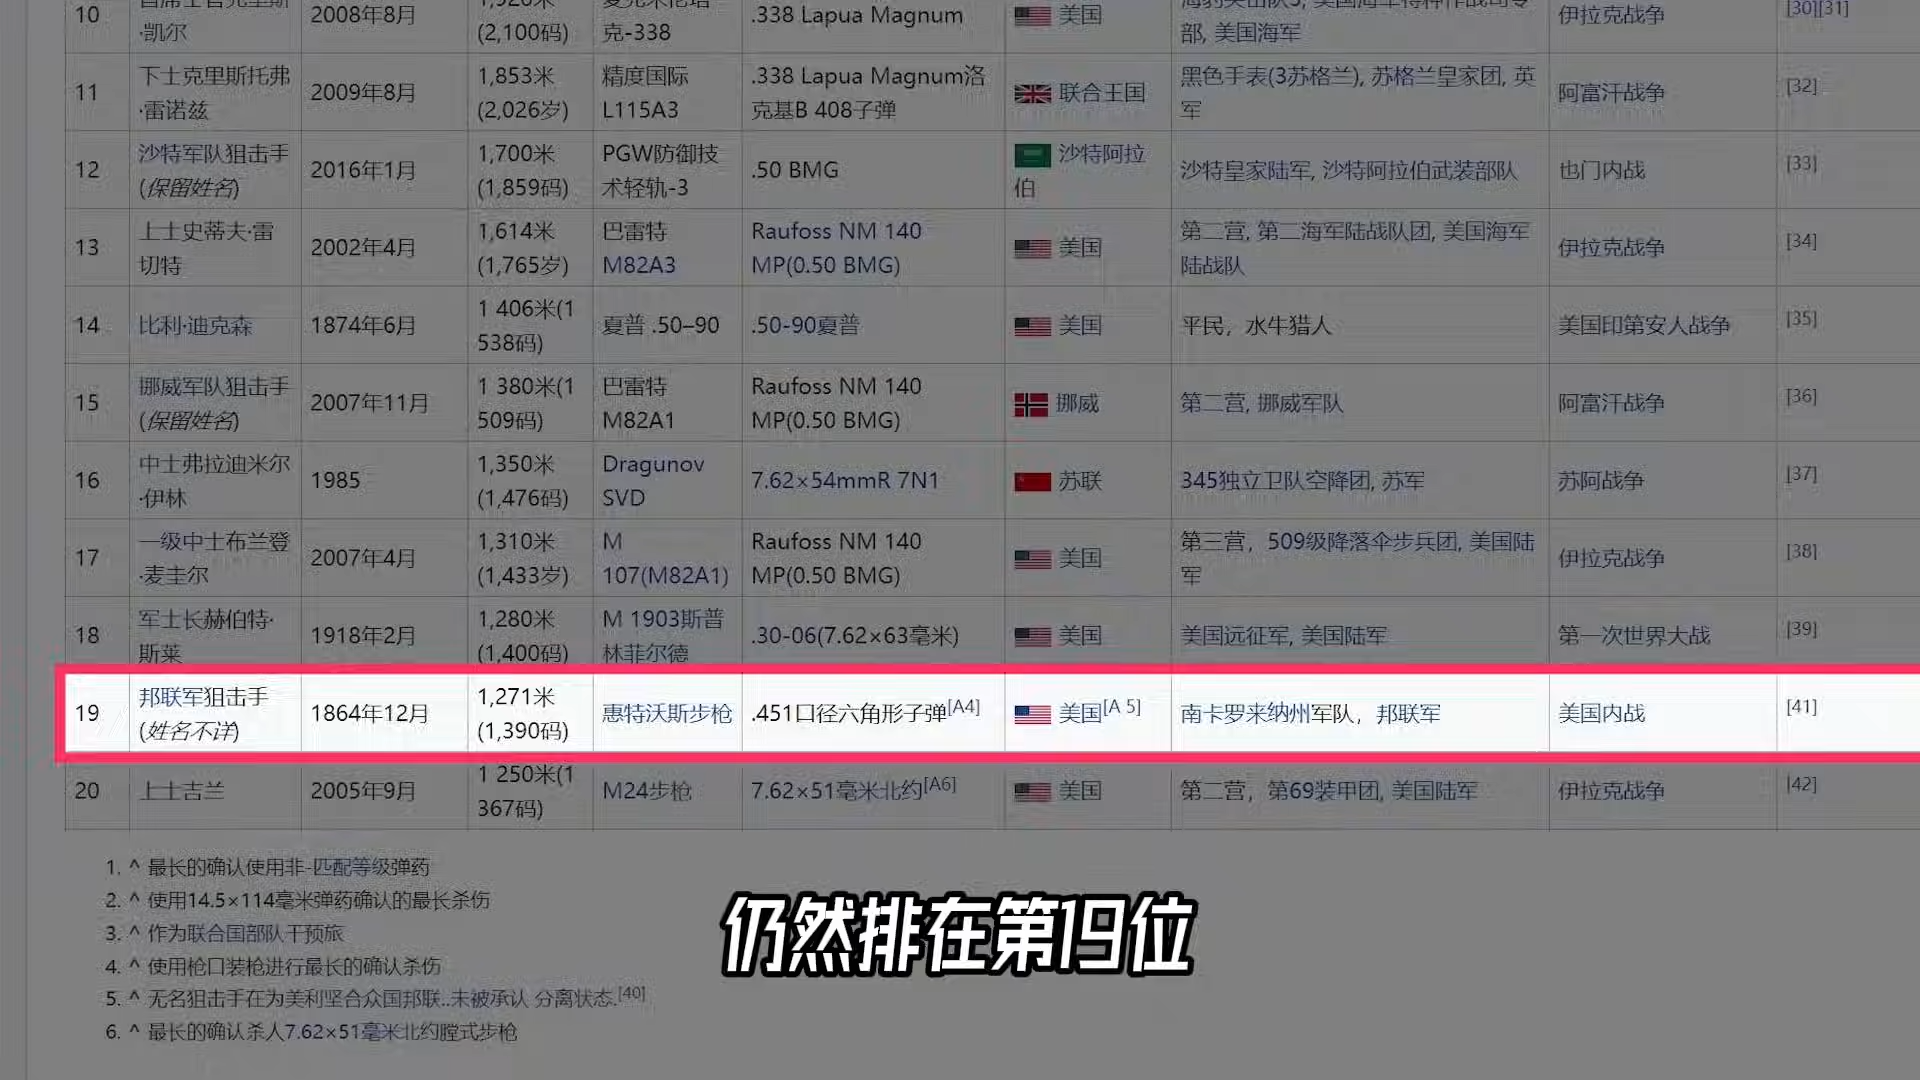 10 ·凯尔 2008年8月 (2,100码) 克-338 .338 Lapua Magnum 美国 部, 美国海军 伊拉克战争 [30][31]
11 下士克里斯托弗·雷诺兹 2009年8月 1,853米 (2,026岁) 精度国际 L115A3 .338 Lapua Magnum洛克基B 408子弹 联合王国 黑色手表(3苏格兰), 苏格兰皇家团, 英军 阿富汗战争 [32]
12 沙特军队狙击手 (保留姓名) 2016年1月 1,700米 (1,859码) PGW防御技术轻轨-3 .50 BMG 沙特阿拉伯 沙特皇家陆军, 沙特阿拉伯武装部队 也门内战 [33]
13 上士史蒂夫·雷切特 2002年4月 1,614米 (1,765岁) 巴雷特 M82A3 Raufoss NM 140 MP(0.50 BMG) 美国 第二营, 第二海军陆战队团, 美国海军陆战队 伊拉克战争 [34]
14 比利·迪克森 1874年6月 1 406米(1 538码) 夏普 .50–90 .50-90夏普 美国 平民，水牛猎人 美国印第安人战争 [35]
15 挪威军队狙击手 (保留姓名) 2007年11月 1 380米(1 509码) 巴雷特 M82A1 Raufoss NM 140 MP(0.50 BMG) 挪威 第二营, 挪威军队 阿富汗战争 [36]
16 中士弗拉迪米尔·伊林 1985 1,350米 (1,476码) Dragunov SVD 7.62×54mmR 7N1 苏联 345独立卫队空降团, 苏军 苏阿战争 [37]
17 一级中士布兰登·麦圭尔 2007年4月 1,310米 (1,433岁) M 107(M82A1) Raufoss NM 140 MP(0.50 BMG) 美国 第三营，509级降落伞步兵团, 美国陆军 伊拉克战争 [38]
18 军士长赫伯特·斯莱 1918年2月 1,280米 (1,400码) M 1903斯普林菲尔德 .30-06(7.62×63毫米) 美国 美国远征军, 美国陆军 第一次世界大战 [39]
19 邦联军狙击手 (姓名不详) 1864年12月 1,271米 (1,390码) 惠特沃斯步枪 .451口径六角形子弹[A4] 美国[A 5] 南卡罗来纳州军队，邦联军 美国内战 [41]
20 上士吉兰 2005年9月 1 250米(1 367码) M24步枪 7.62×51毫米北约[A6] 美国 第二营，第69装甲团, 美国陆军 伊拉克战争 [42]
1. ^ 最长的确认使用非-匹配等级弹药
2. ^ 使用14.5×114毫米弹药确认的最长杀伤
3. ^ 作为联合国部队干预旅
4. ^ 使用枪口装枪进行最长的确认杀伤
5. ^ 无名狙击手在为美利坚合众国邦联..未被承认 分离状态.[40]
6. ^ 最长的确认杀人7.62×51毫米北约膛式步枪
仍然排在第19位